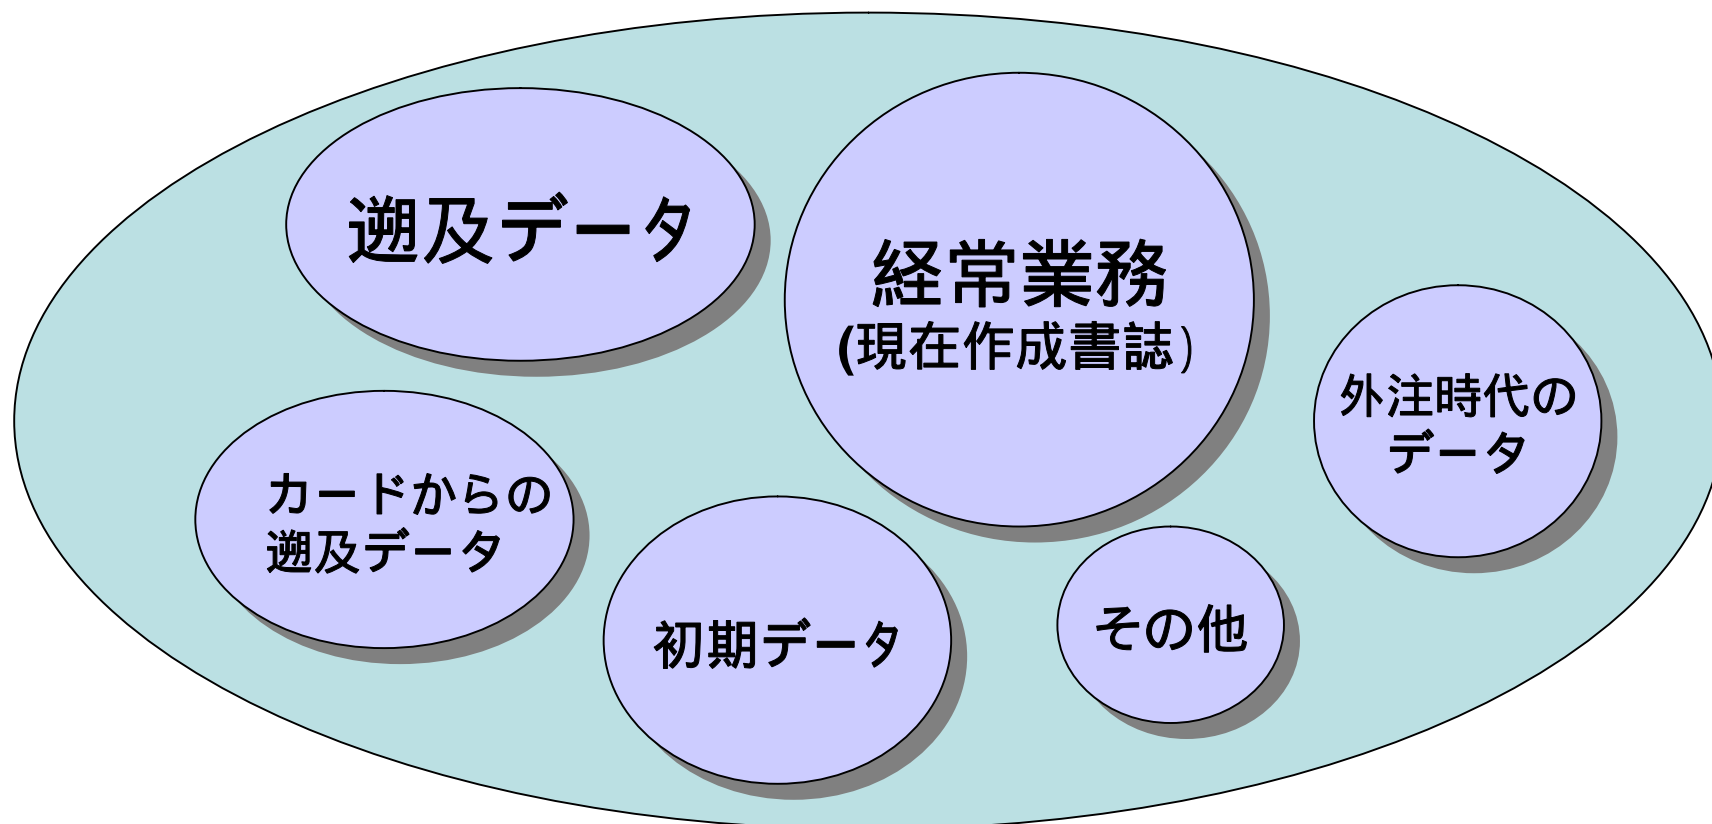 遡及データ
経常業務
(現在作成書誌)
外注時代の
データ
カードからの
遡及データ
初期データ
その他